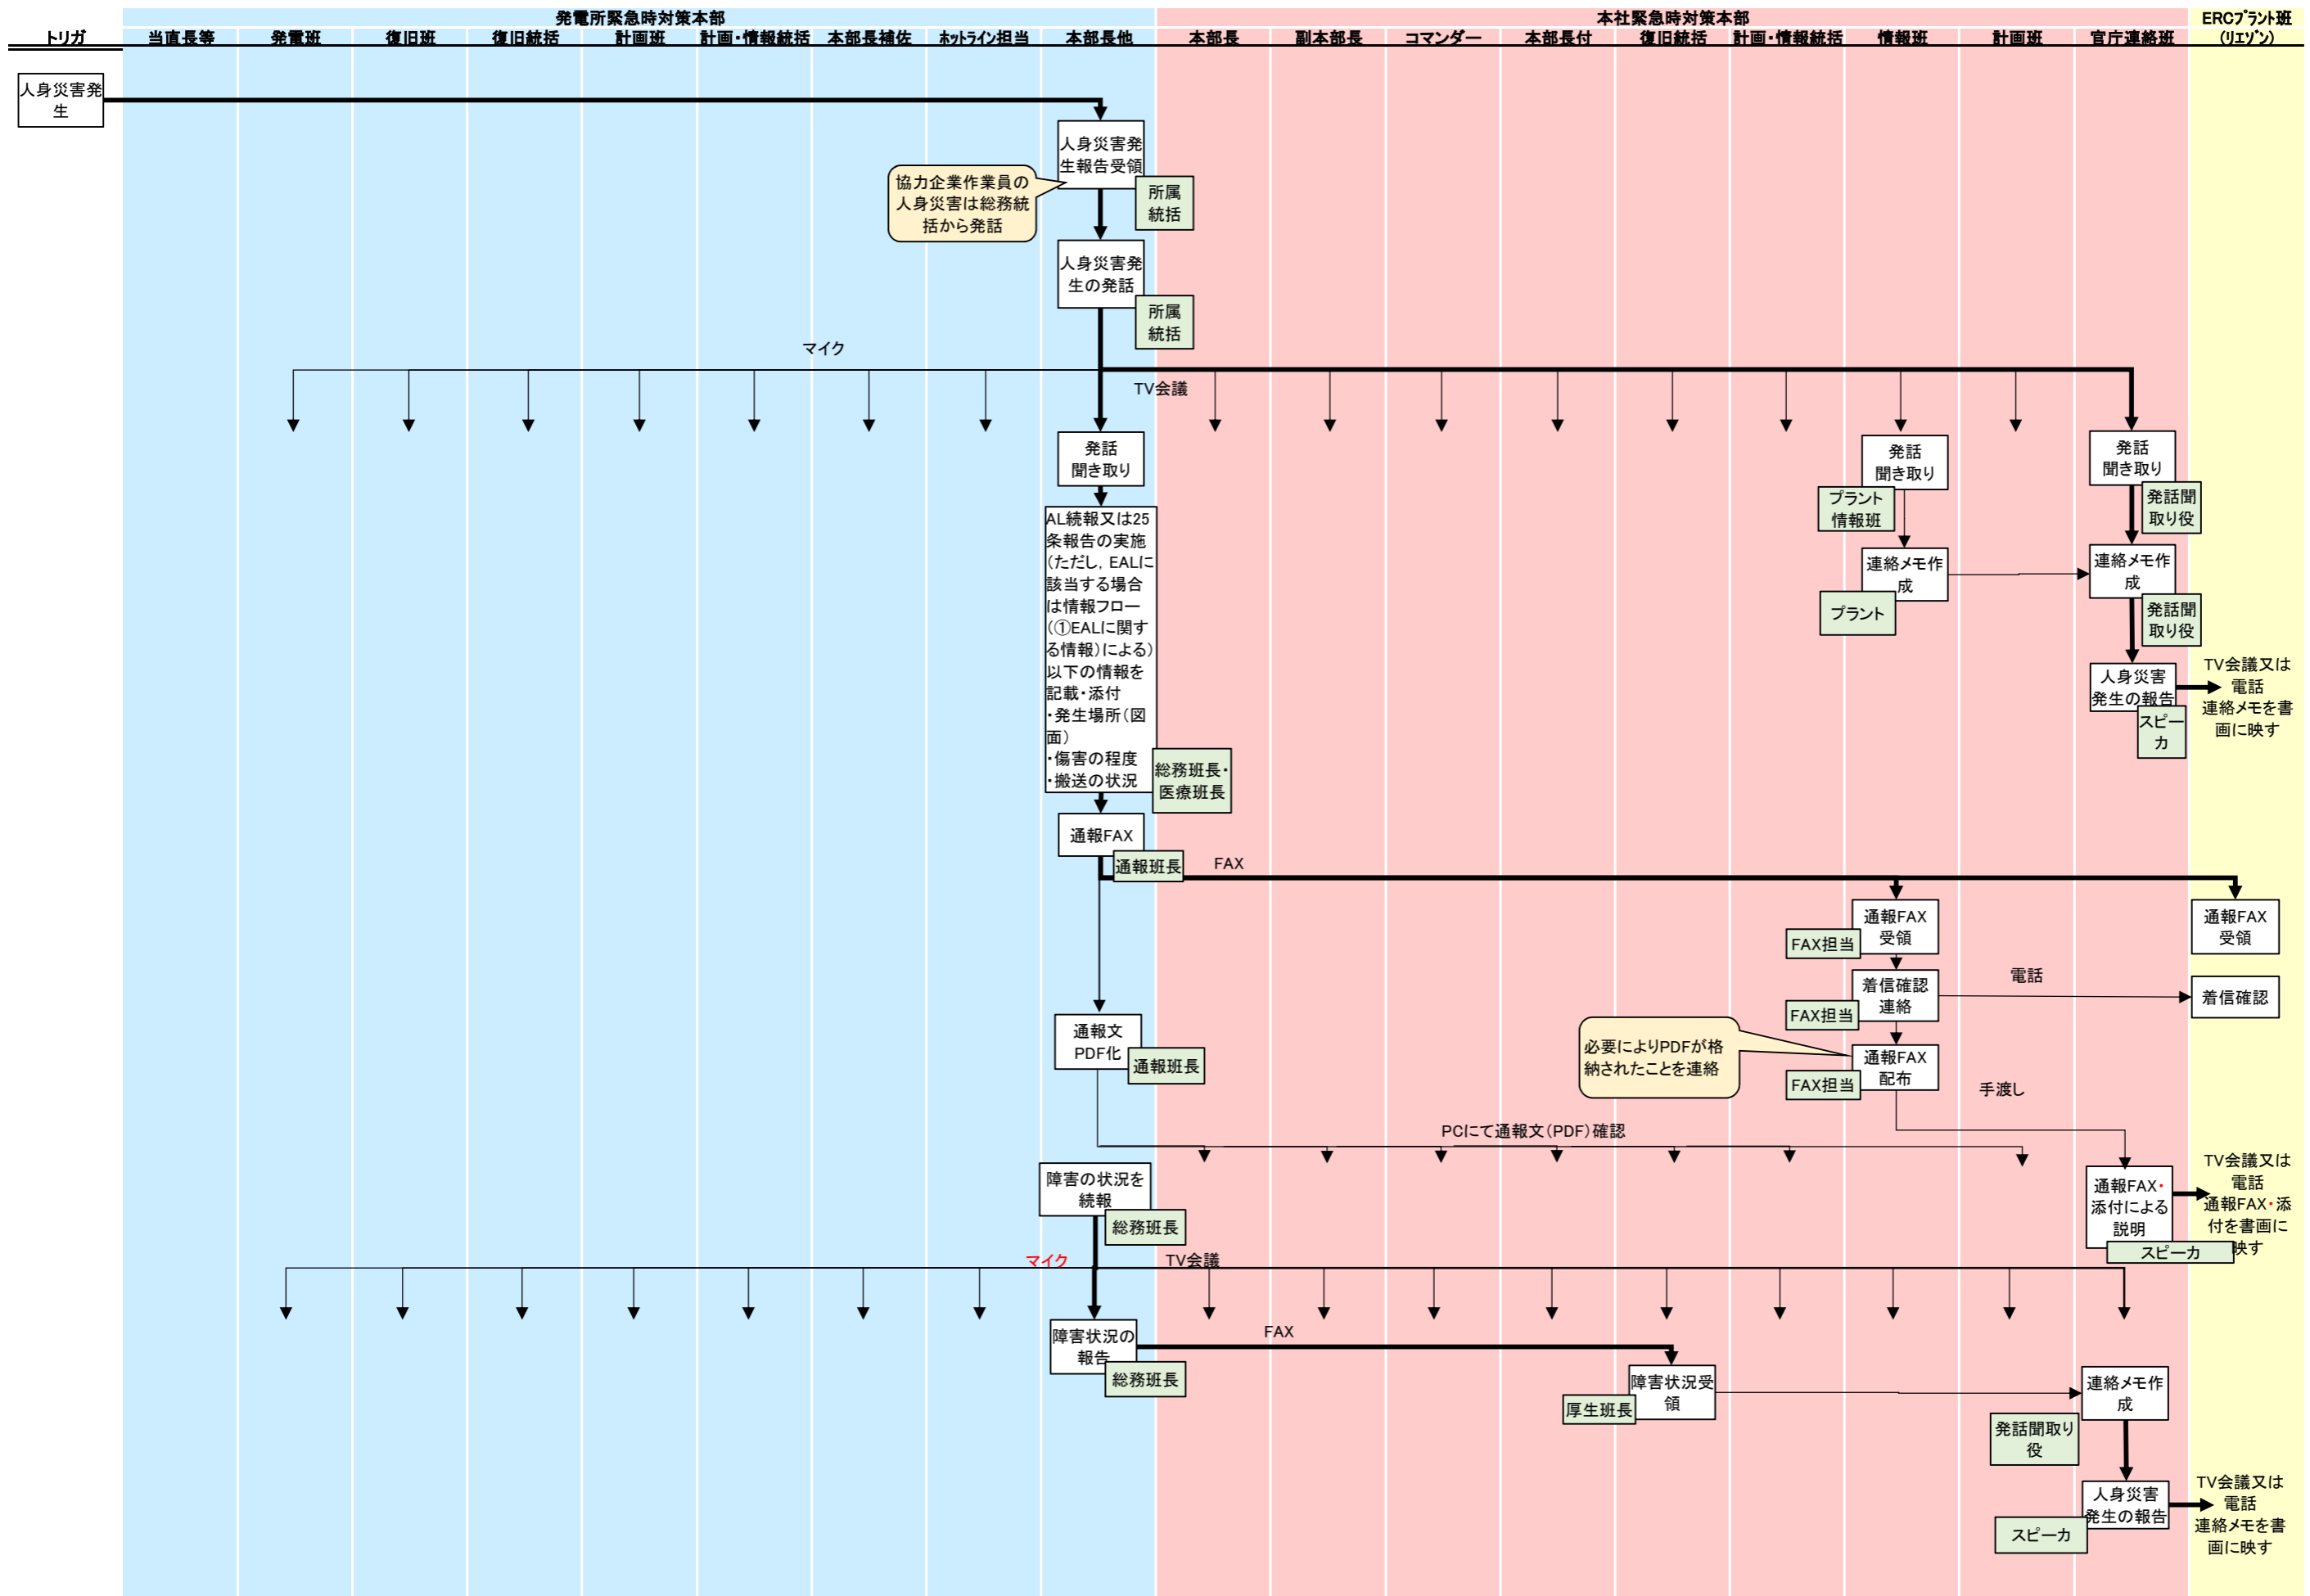 発電所緊急時対策本部
本社緊急時対策本部
ERCプラント班
(リエゾン)
トリガ
当直長等
発電班
復旧班
復旧統括
計画班
計画・情報統括
本部長補佐
ホットライン担当
本部長他
本部長
副本部長
コマンダー
本部長付
復旧統括
計画・情報統括
情報班
計画班
官庁連絡班
人身災害発
生
人身災害発
生報告受領
協力企業作業員の
人身災害は総務統
括から発話
所属
統括
人身災害発
生の発話
所属
統括
マイク
TV会議
発話
聞き取り
発話
聞き取り
プラント
情報班
発話
聞き取り
発話聞
取り役
AL続報又は25
条報告の実施
(ただし, EALに
該当する場合
は情報フロー
(①EALに関す
る情報)による)
以下の情報を
記載・添付
・発生場所(図
面)
・傷害の程度
・搬送の状況
総務班長・
医療班長
連絡メモ作
成
プラント
連絡メモ作
成
発話聞
取り役
人身災害
発生の報告
スピー
カ
TV会議又は
電話
連絡メモを書
画に映す
通報FAX
通報班長
FAX
通報FAX
受領
FAX担当
通報FAX
受領
着信確認
連絡
FAX担当
電話
着信確認
通報文
PDF化
通報班長
必要によりPDFが格
納されたことを連絡
通報FAX
配布
FAX担当
手渡し
PCにて通報文(PDF)確認
障害の状況を
続報
総務班長
通報FAX・
添付による
説明
スピーカ
TV会議又は
電話
通報FAX・添
付を書画に
映す
マイク
TV会議
障害状況の
報告
総務班長
FAX
障害状況受
領
厚生班長
連絡メモ作
成
発話聞取り
役
人身災害
発生の報告
スピーカ
TV会議又は
電話
連絡メモを書
画に映す